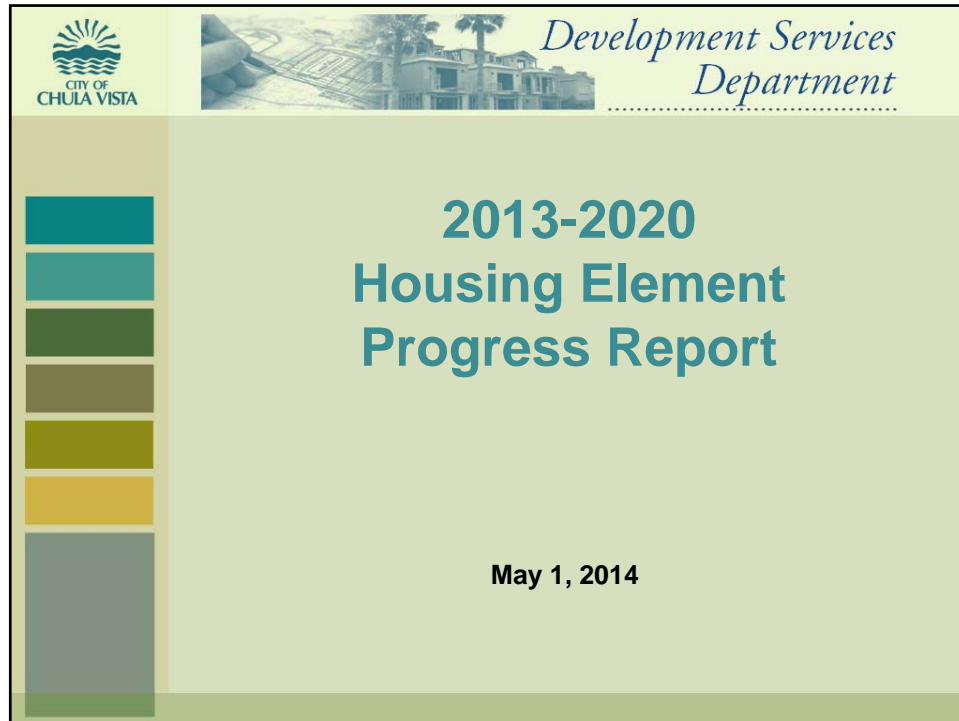 CITY OF
CHULA VISTA
Development Services
Department
2013-2020
Housing Element
Progress Report
May 1, 2014